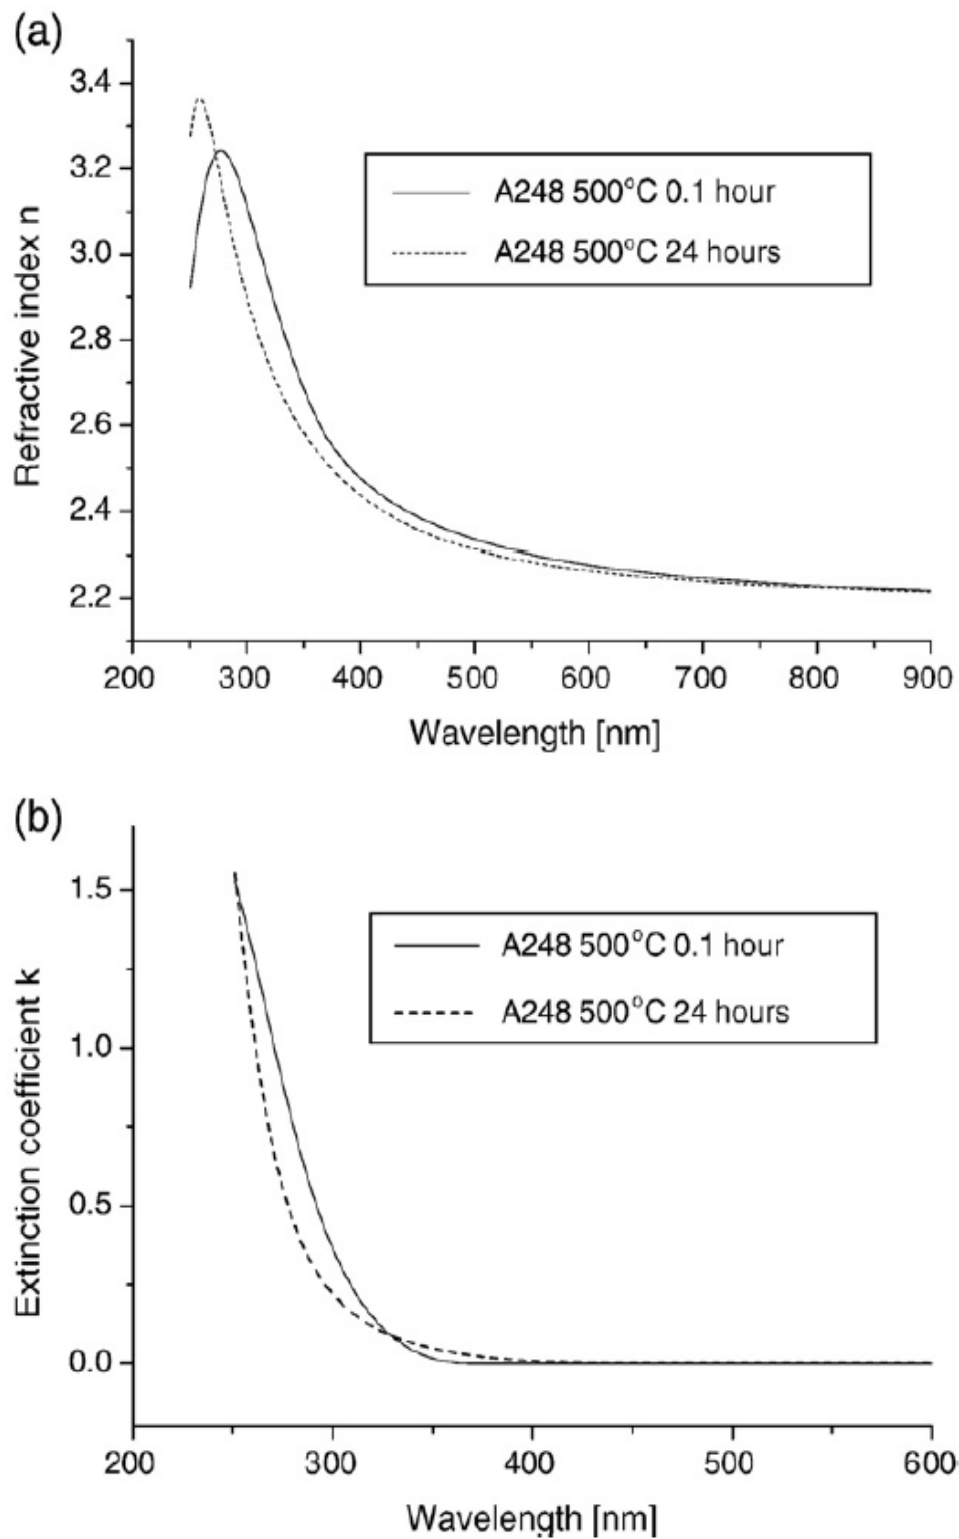 (a)
3.4
3.2
3.0
2.8
2.6
2.4
2.2
Refractive index n
A248 500°C 0.1 hour
A248 500°C 24 hours
200 300 400 500 600 700 800 900
Wavelength [nm]
(b)
1.5
1.0
0.5
0.0
Extinction coefficient k
A248 500°C 0.1 hour
A248 500°C 24 hours
200 300 400 500 600
Wavelength [nm]